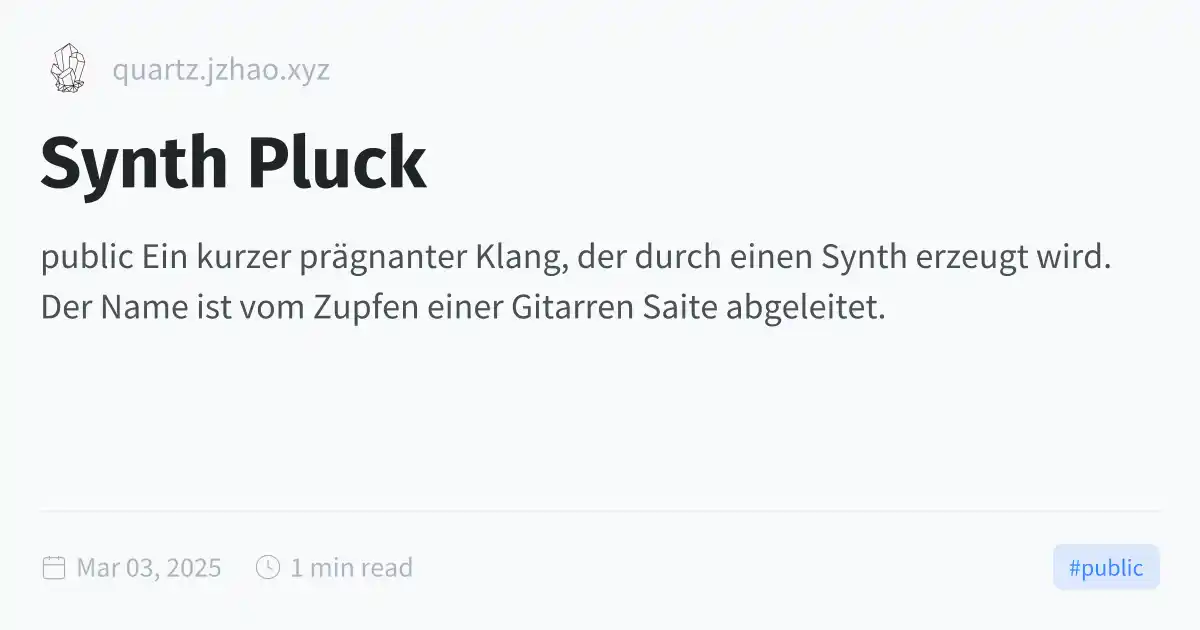 quartz.jzhao.xyz
Synth Pluck
public Ein kurzer prägnanter Klang, der durch einen Synth erzeugt wird.
Der Name ist vom Zupfen einer Gitarren Saite abgeleitet.
Mar 03, 2025 1 min read #public